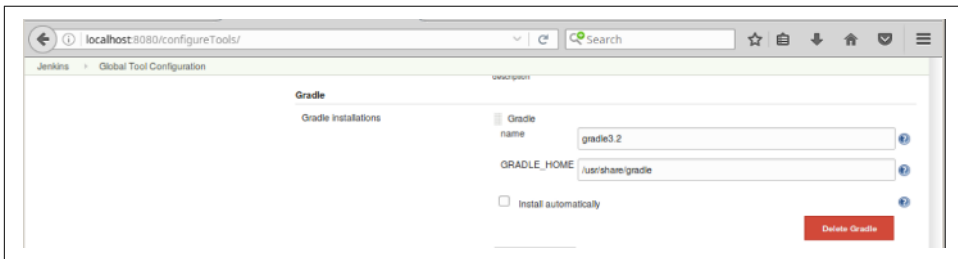 localhost:8080/configureTools/
Search
Jenkins
Global Tool Configuration
description
Gradle
Gradle installations
Gradle
name
gradle3.2
GRADLE_HOME
/usr/share/gradle
Install automatically
Delete Gradle